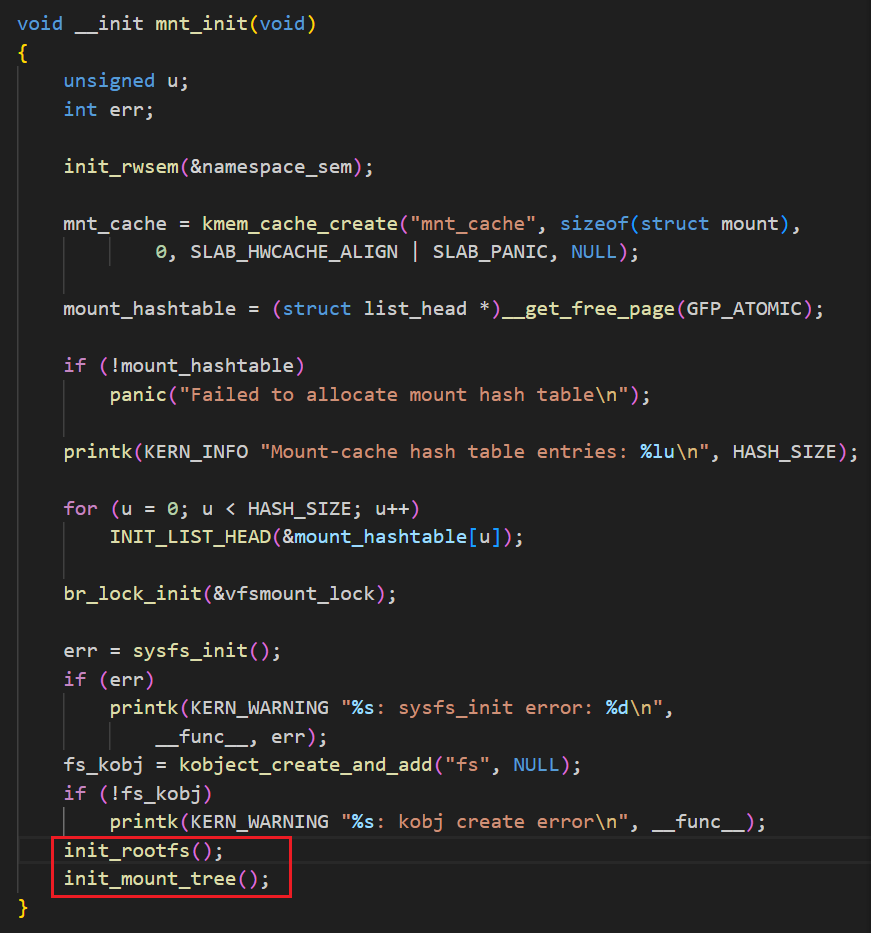 void __init mnt_init(void)
{
    unsigned u;
    int err;

    init_rwsem(&namespace_sem);

    mnt_cache = kmem_cache_create("mnt_cache", sizeof(struct mount),
            0, SLAB_HWCACHE_ALIGN | SLAB_PANIC, NULL);

    mount_hashtable = (struct list_head *)__get_free_page(GFP_ATOMIC);

    if (!mount_hashtable)
        panic("Failed to allocate mount hash table\n");

    printk(KERN_INFO "Mount-cache hash table entries: %lu\n", HASH_SIZE);

    for (u = 0; u < HASH_SIZE; u++)
        INIT_LIST_HEAD(&mount_hashtable[u]);

    br_lock_init(&vfsmount_lock);

    err = sysfs_init();
    if (err)
        printk(KERN_WARNING "%s: sysfs_init error: %d\n",
            __func__, err);
    fs_kobj = kobject_create_and_add("fs", NULL);
    if (!fs_kobj)
        printk(KERN_WARNING "%s: kobj create error\n", __func__);
    init_rootfs();
    init_mount_tree();
}